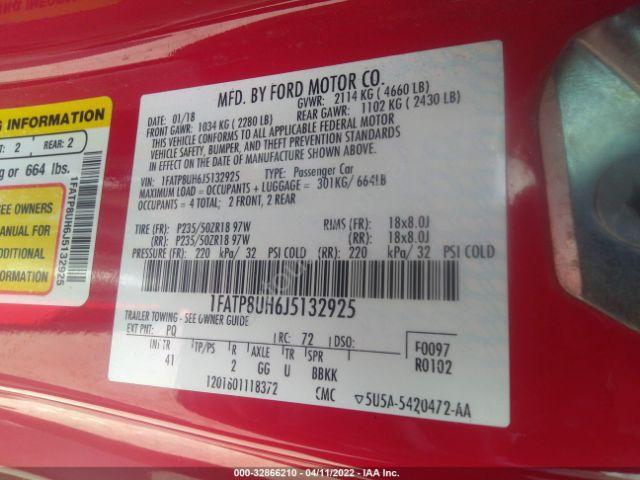 MFD. BY FORD MOTOR CO.
DATE: 01/18 GVWR: 2114 KG ( 4660 LB)
FRONT GAWR: 1034 KG ( 2280 LB) REAR GAWR: 1102 KG ( 2430 LB)
THIS VEHICLE CONFORMS TO ALL APPLICABLE FEDERAL MOTOR
VEHICLE SAFETY, BUMPER, AND THEFT PREVENTION STANDARDS
IN EFFECT ON THE DATE OF MANUFACTURE SHOWN ABOVE.
VIN: 1FATP8UH6J5132925 TYPE: Passenger Car
MAXIMUM LOAD = OCCUPANTS + LUGGAGE = 301KG/ 664LB
OCCUPANTS = 4 TOTAL; 2 FRONT, 2 REAR
TIRE (FR): P235/50ZR18 97W RIMS (FR): 18x8.0J
(RR): P235/50ZR18 97W (RR): 18x8.0J
PRESSURE (FR): 220 kPa/ 32 PSI COLD (RR): 220 kPa/ 32 PSI COLD
1FATP8UH6J5132925
TRAILER TOWING - SEE OWNER GUIDE
EXT PNT: PQ RC: 72 DSO: F0097
R0102
INT TR TP/PS R AXLE TR SPR
41 2 GG U BBKK
1201601118372 CMC ▽5U5A-5420472-AA
INFORMATION
2 REAR: 2
or 664 lbs.
SEE OWNERS
MANUAL FOR
ADDITIONAL
INFORMATION
1FATP8UH6J5132925
000-32866210 - 04/11/2022 - IAA Inc.